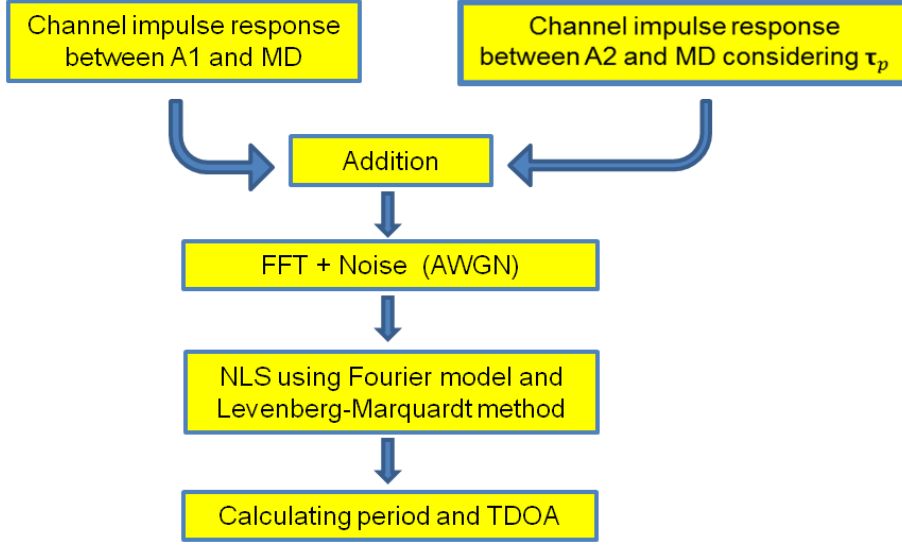 Channel impulse response
between A1 and MD
Channel impulse response
between A2 and MD considering τₚ
Addition
FFT + Noise (AWGN)
NLS using Fourier model and
Levenberg-Marquardt method
Calculating period and TDOA